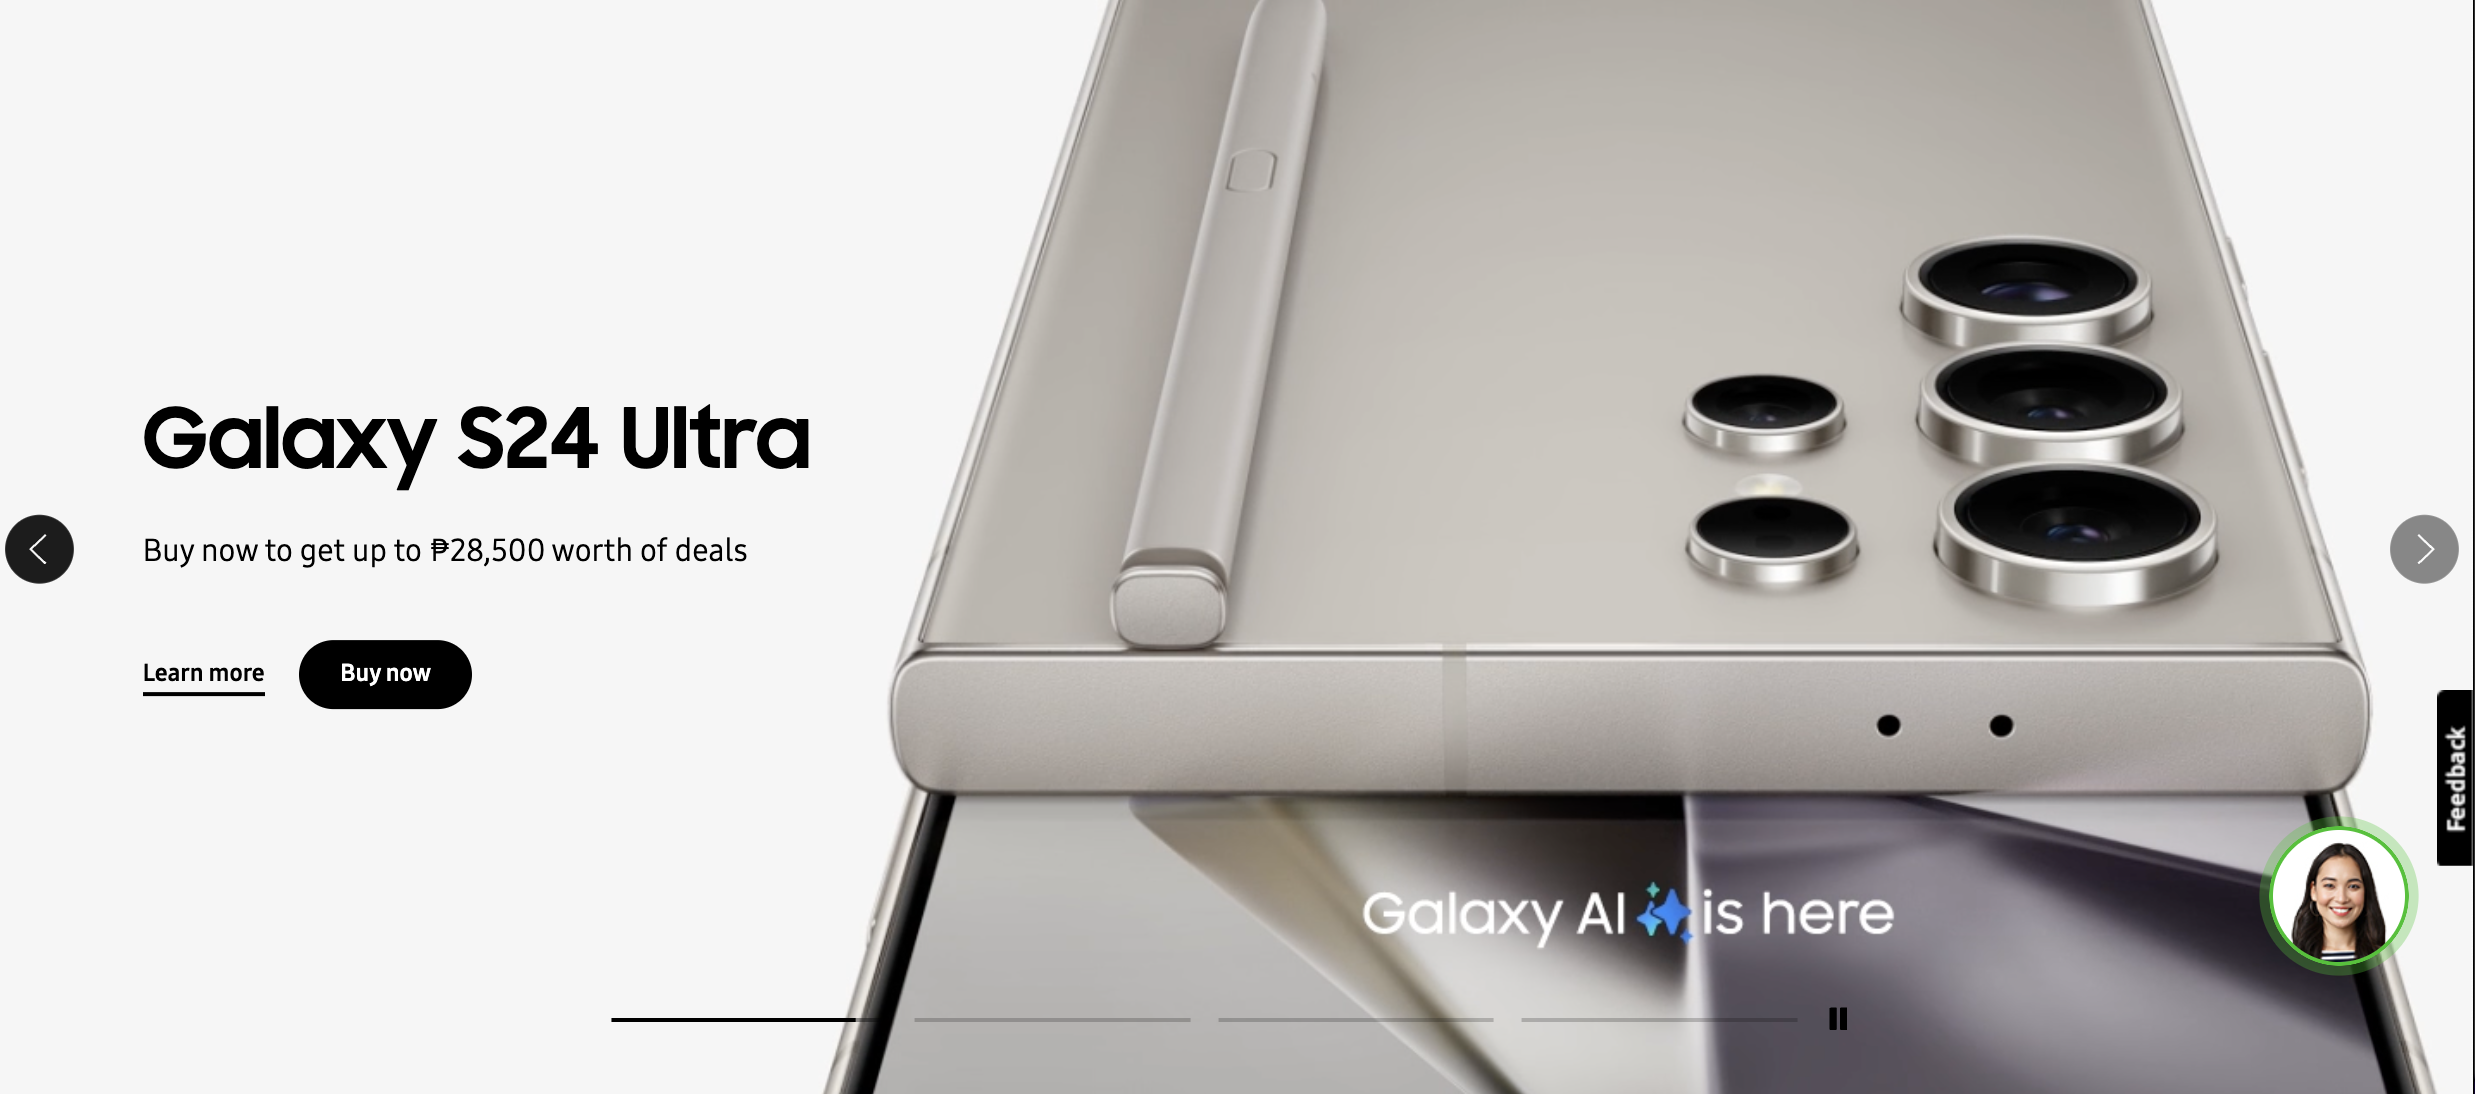 Galaxy S24 Ultra
Buy now to get up to ₱28,500 worth of deals
Learn more
Buy now
Feedback
Galaxy AI is here